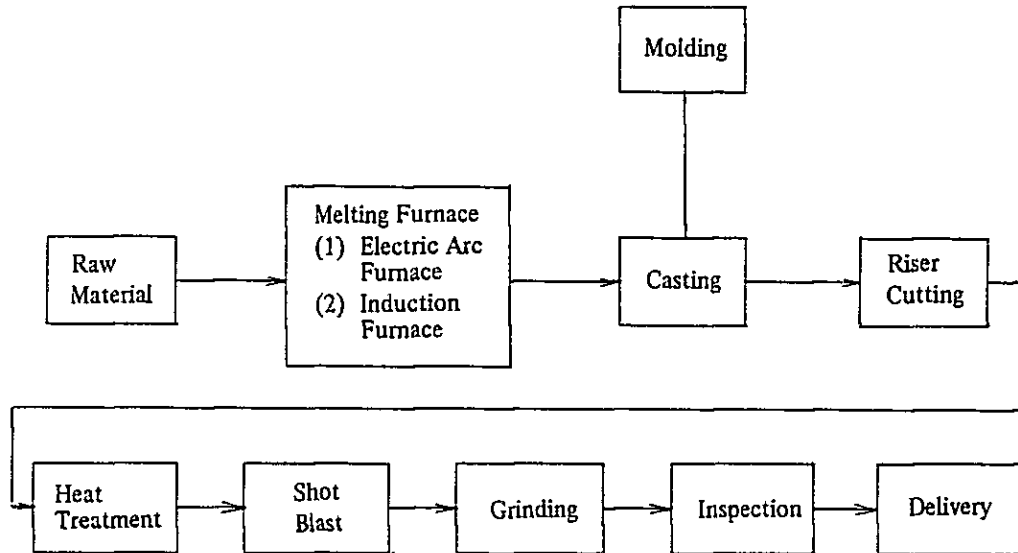 Molding
Raw
Material
Melting Furnace
(1) Electric Arc
Furnace
(2) Induction
Furnace
Casting
Riser
Cutting
Heat
Treatment
Shot
Blast
Grinding
Inspection
Delivery